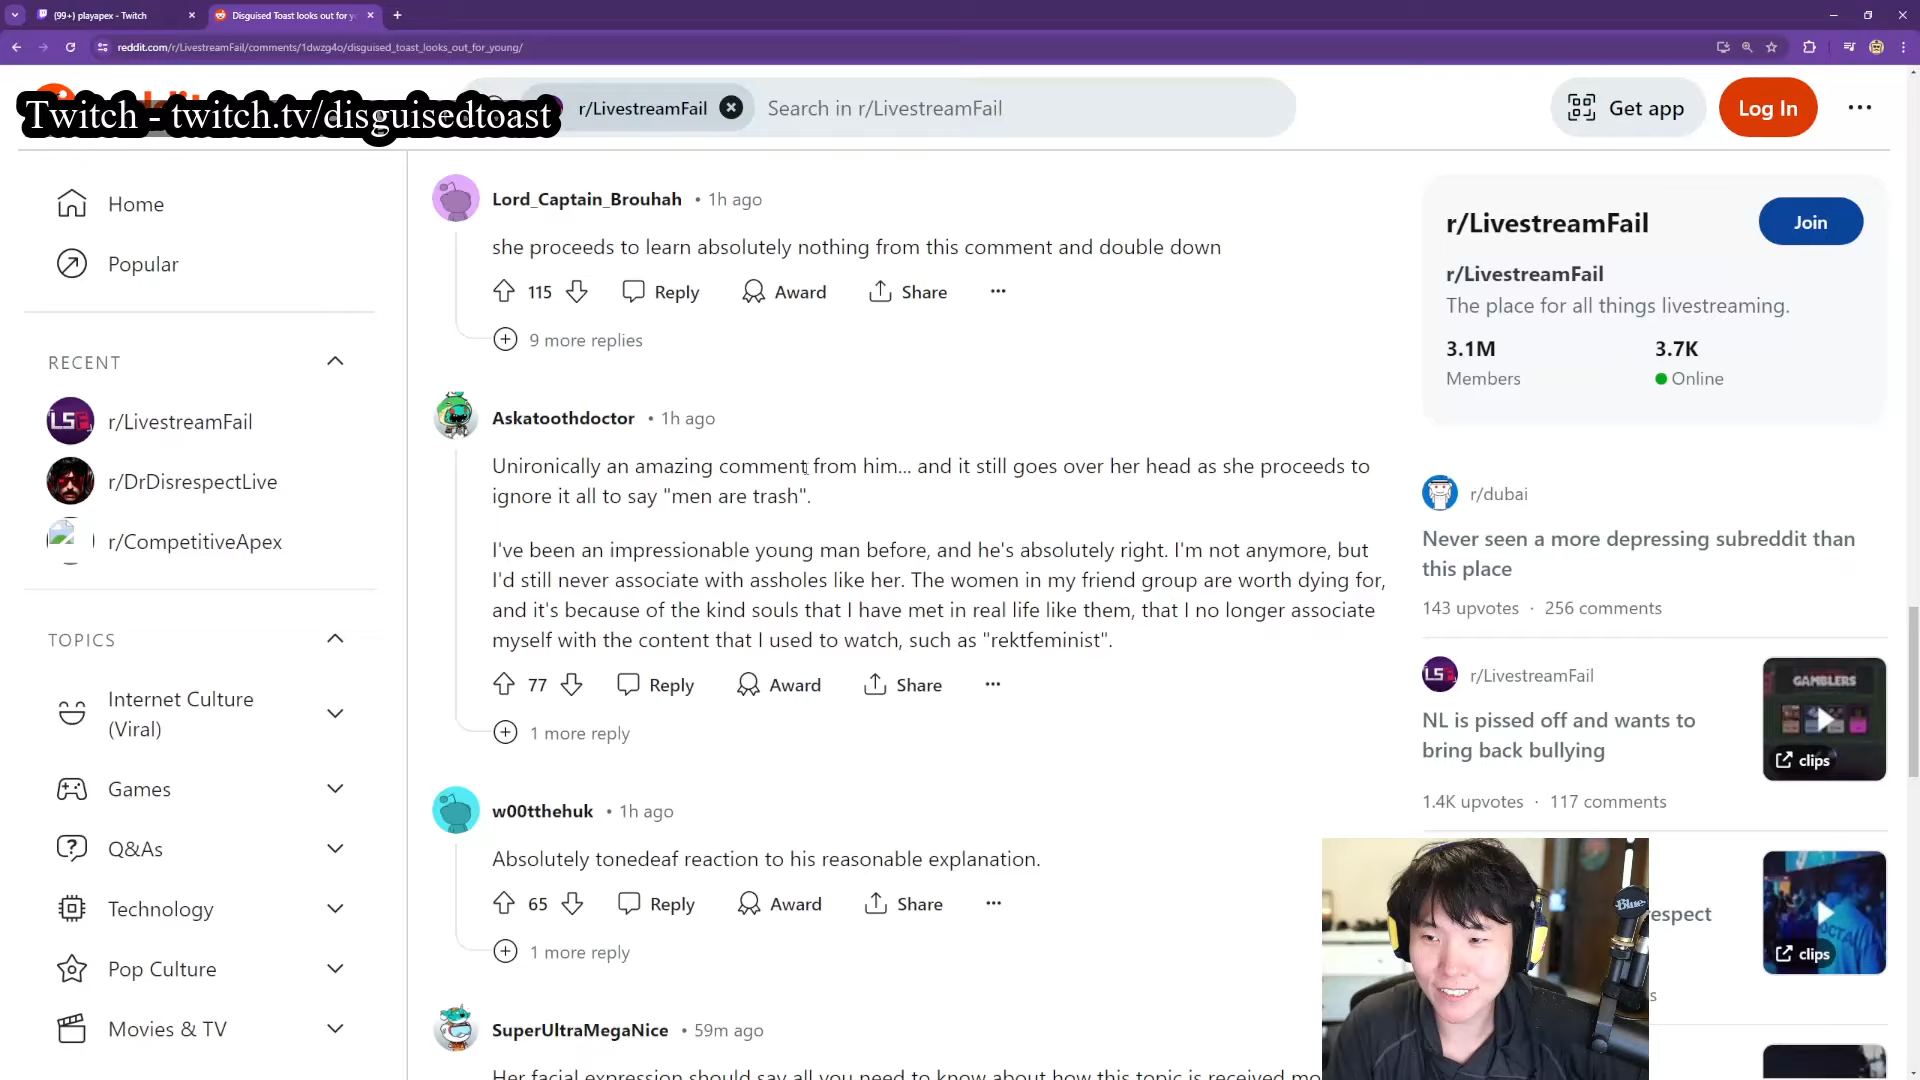 (99+) playapex - Twitch
Disguised Toast looks out for y
reddit.com/r/LivestreamFail/comments/1dwzg4o/disguised_toast_looks_out_for_young/
Twitch - twitch.tv/disguisedtoast
r/LivestreamFail
Search in r/LivestreamFail
Get app
Log In
Home
Popular
RECENT
r/LivestreamFail
r/DrDisrespectLive
r/CompetitiveApex
TOPICS
Internet Culture
(Viral)
Games
Q&As
Technology
Pop Culture
Movies & TV
Lord_Captain_Brouhah • 1h ago
she proceeds to learn absolutely nothing from this comment and double down
115 Reply Award Share
9 more replies
Askatoothdoctor • 1h ago
Unironically an amazing comment from him... and it still goes over her head as she proceeds to
ignore it all to say "men are trash".
I've been an impressionable young man before, and he's absolutely right. I'm not anymore, but
I'd still never associate with assholes like her. The women in my friend group are worth dying for,
and it's because of the kind souls that I have met in real life like them, that I no longer associate
myself with the content that I used to watch, such as "rektfeminist".
77 Reply Award Share
1 more reply
w00tthehuk • 1h ago
Absolutely tonedeaf reaction to his reasonable explanation.
65 Reply Award Share
1 more reply
SuperUltraMegaNice • 59m ago
Her facial expression should say all you need to know about how this topic is received mo
r/LivestreamFail
Join
r/LivestreamFail
The place for all things livestreaming.
3.1M 3.7K
Members Online
r/dubai
Never seen a more depressing subreddit than
this place
143 upvotes · 256 comments
LSF
r/LivestreamFail
NL is pissed off and wants to
bring back bullying
GAMBLERS
clips
1.4K upvotes · 117 comments
espect
clips
s
Blue